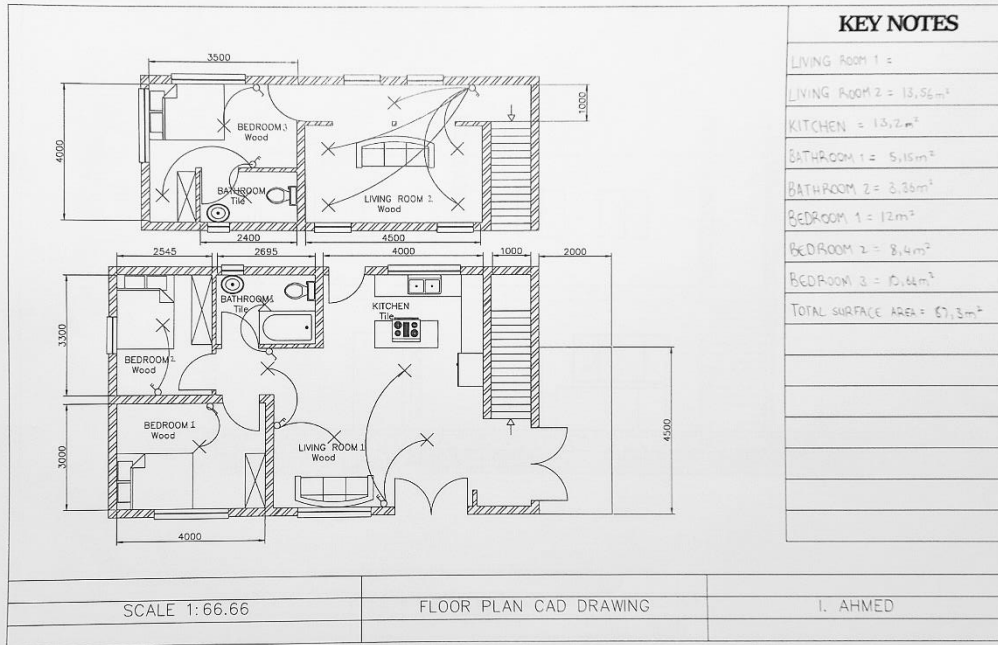 KEY NOTES
LIVING ROOM 1 =
LIVING ROOM 2 = 13,56m²
KITCHEN = 13,2m²
BATHROOM 1 = 5,15m²
BATHROOM 2 = 3,36m²
BEDROOM 1 = 12m²
BEDROOM 2 = 8,4m²
BEDROOM 3 = 10,64m²
TOTAL SURFACE AREA = 87,3m²
3500
4000
1000
BEDROOM 3
Wood
BATHROOM
Tile
LIVING ROOM 2
Wood
2400
4500
2545
2695
4000
1000
2000
BATHROOM 1
Tile
KITCHEN
Tile
3300
BEDROOM 2
Wood
BEDROOM 1
Wood
LIVING ROOM 1
Wood
3000
4500
4000
SCALE 1:66.66
FLOOR PLAN CAD DRAWING
I. AHMED